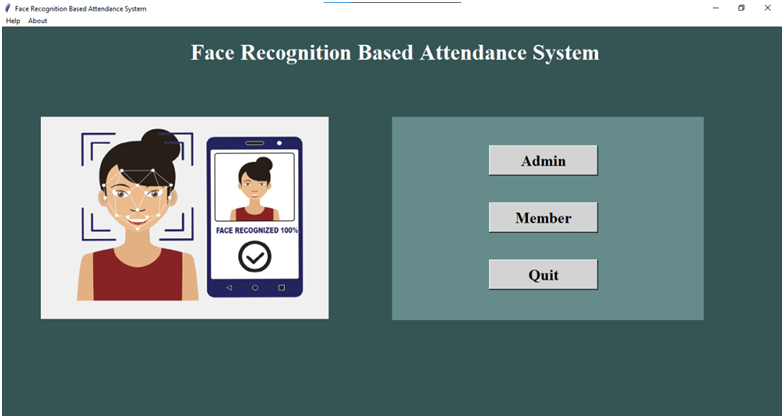 Face Recognition Based Attendance System
Help About
Face Recognition Based Attendance System
FACE RECOGNIZED 100%
Admin
Member
Quit